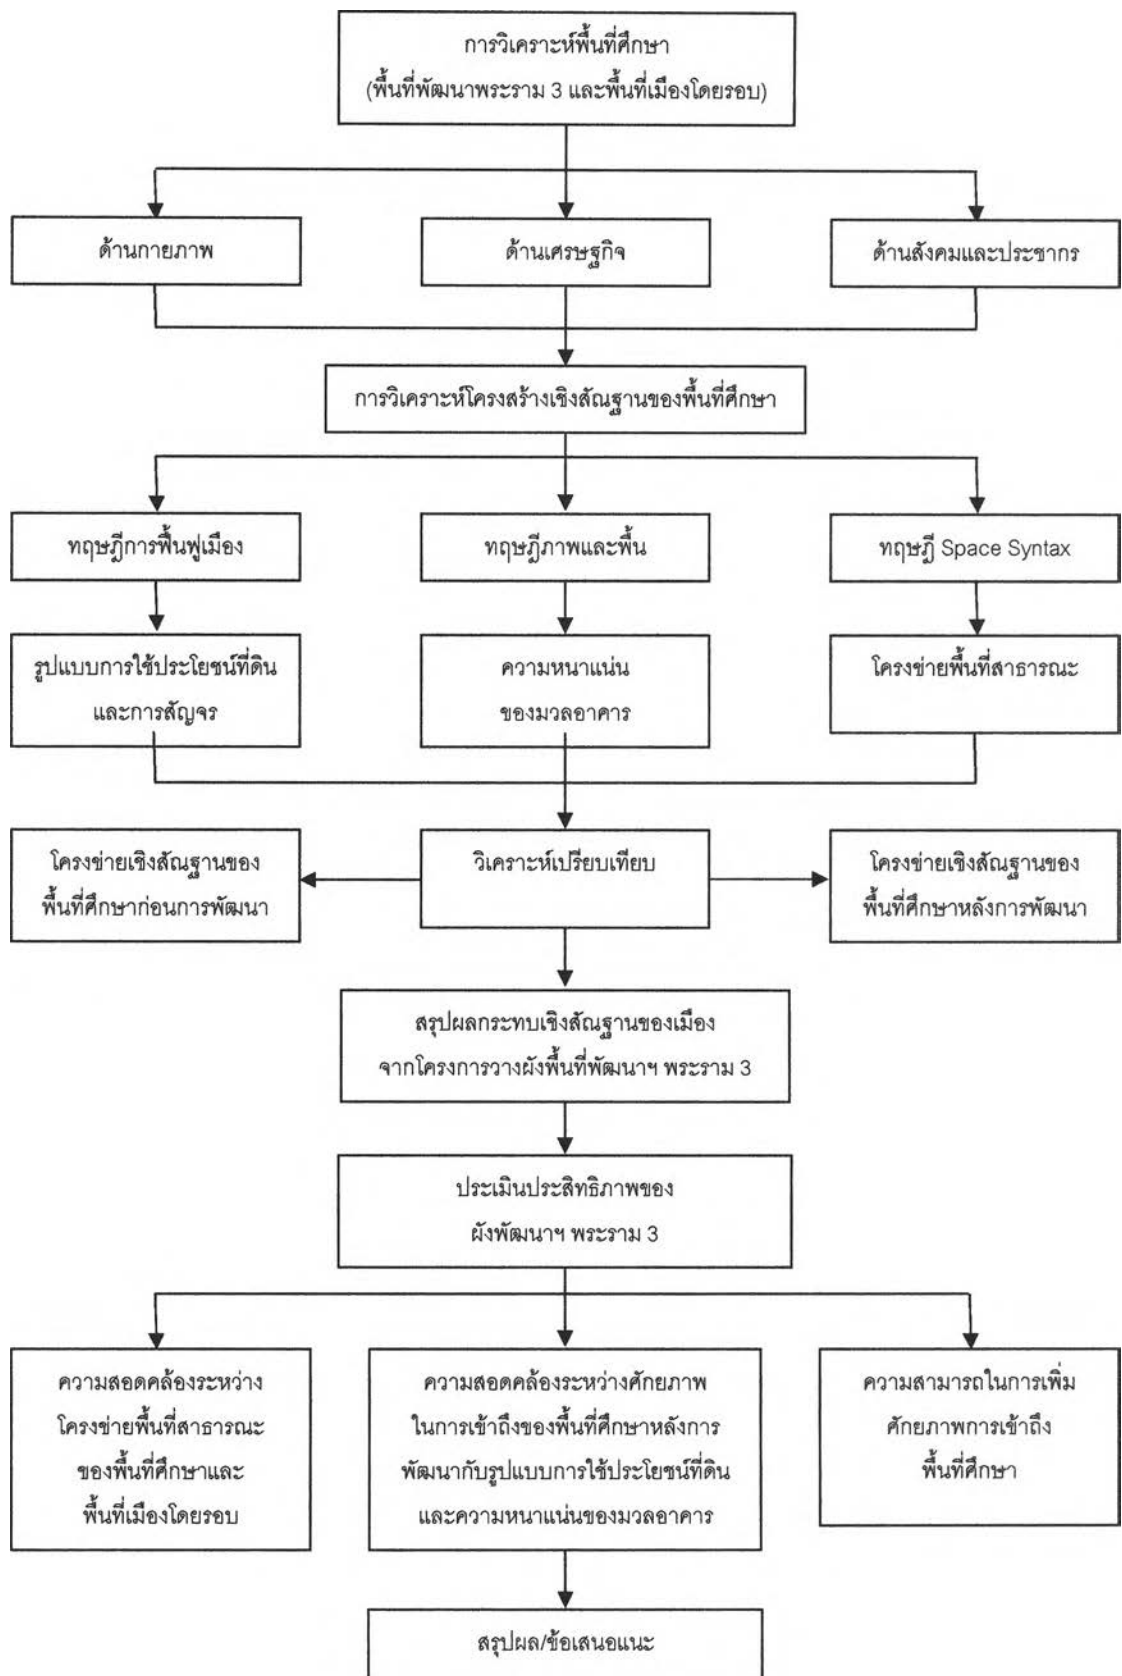 การวิเคราะห์พื้นที่ศึกษา
(พื้นที่พัฒนาพระราม 3 และพื้นที่เมืองโดยรอบ)
ด้านกายภาพ
ด้านเศรษฐกิจ
ด้านสังคมและประชากร
การวิเคราะห์โครงสร้างเชิงสัณฐานของพื้นที่ศึกษา
ทฤษฎีการฟื้นฟูเมือง
ทฤษฎีภาพและพื้น
ทฤษฎี Space Syntax
รูปแบบการใช้ประโยชน์ที่ดิน
และการสัญจร
ความหนาแน่น
ของมวลอาคาร
โครงข่ายพื้นที่สาธารณะ
โครงข่ายเชิงสัณฐานของ
พื้นที่ศึกษาก่อนการพัฒนา
วิเคราะห์เปรียบเทียบ
โครงข่ายเชิงสัณฐานของ
พื้นที่ศึกษาหลังการพัฒนา
สรุปผลกระทบเชิงสัณฐานของเมือง
จากโครงการวางผังพื้นที่พัฒนาฯ พระราม 3
ประเมินประสิทธิภาพของ
ผังพัฒนาฯ พระราม 3
ความสอดคล้องระหว่าง
โครงข่ายพื้นที่สาธารณะ
ของพื้นที่ศึกษาและ
พื้นที่เมืองโดยรอบ
ความสอดคล้องระหว่างศักยภาพ
ในการเข้าถึงของพื้นที่ศึกษาหลังการ
พัฒนากับรูปแบบการใช้ประโยชน์ที่ดิน
และความหนาแน่นของมวลอาคาร
ความสามารถในการเพิ่ม
ศักยภาพการเข้าถึง
พื้นที่ศึกษา
สรุปผล/ข้อเสนอแนะ